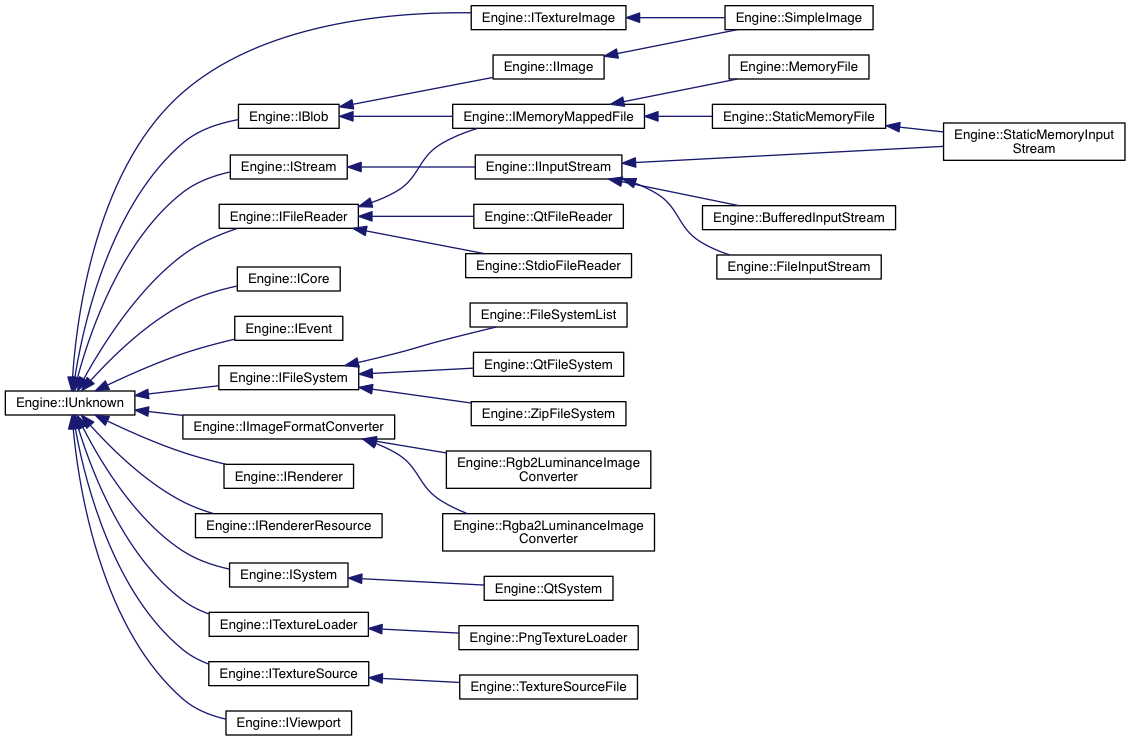 Engine::ITextureImage
Engine::SimpleImage
Engine::IImage
Engine::MemoryFile
Engine::IBlob
Engine::IMemoryMappedFile
Engine::StaticMemoryFile
Engine::StaticMemoryInput
Stream
Engine::IStream
Engine::IInputStream
Engine::IFileReader
Engine::QtFileReader
Engine::BufferedInputStream
Engine::StdioFileReader
Engine::FileInputStream
Engine::ICore
Engine::FileSystemList
Engine::IEvent
Engine::QtFileSystem
Engine::IFileSystem
Engine::IUnknown
Engine::ZipFileSystem
Engine::IImageFormatConverter
Engine::Rgb2LuminanceImage
Converter
Engine::IRenderer
Engine::IRendererResource
Engine::Rgba2LuminanceImage
Converter
Engine::ISystem
Engine::QtSystem
Engine::ITextureLoader
Engine::PngTextureLoader
Engine::ITextureSource
Engine::TextureSourceFile
Engine::IViewport